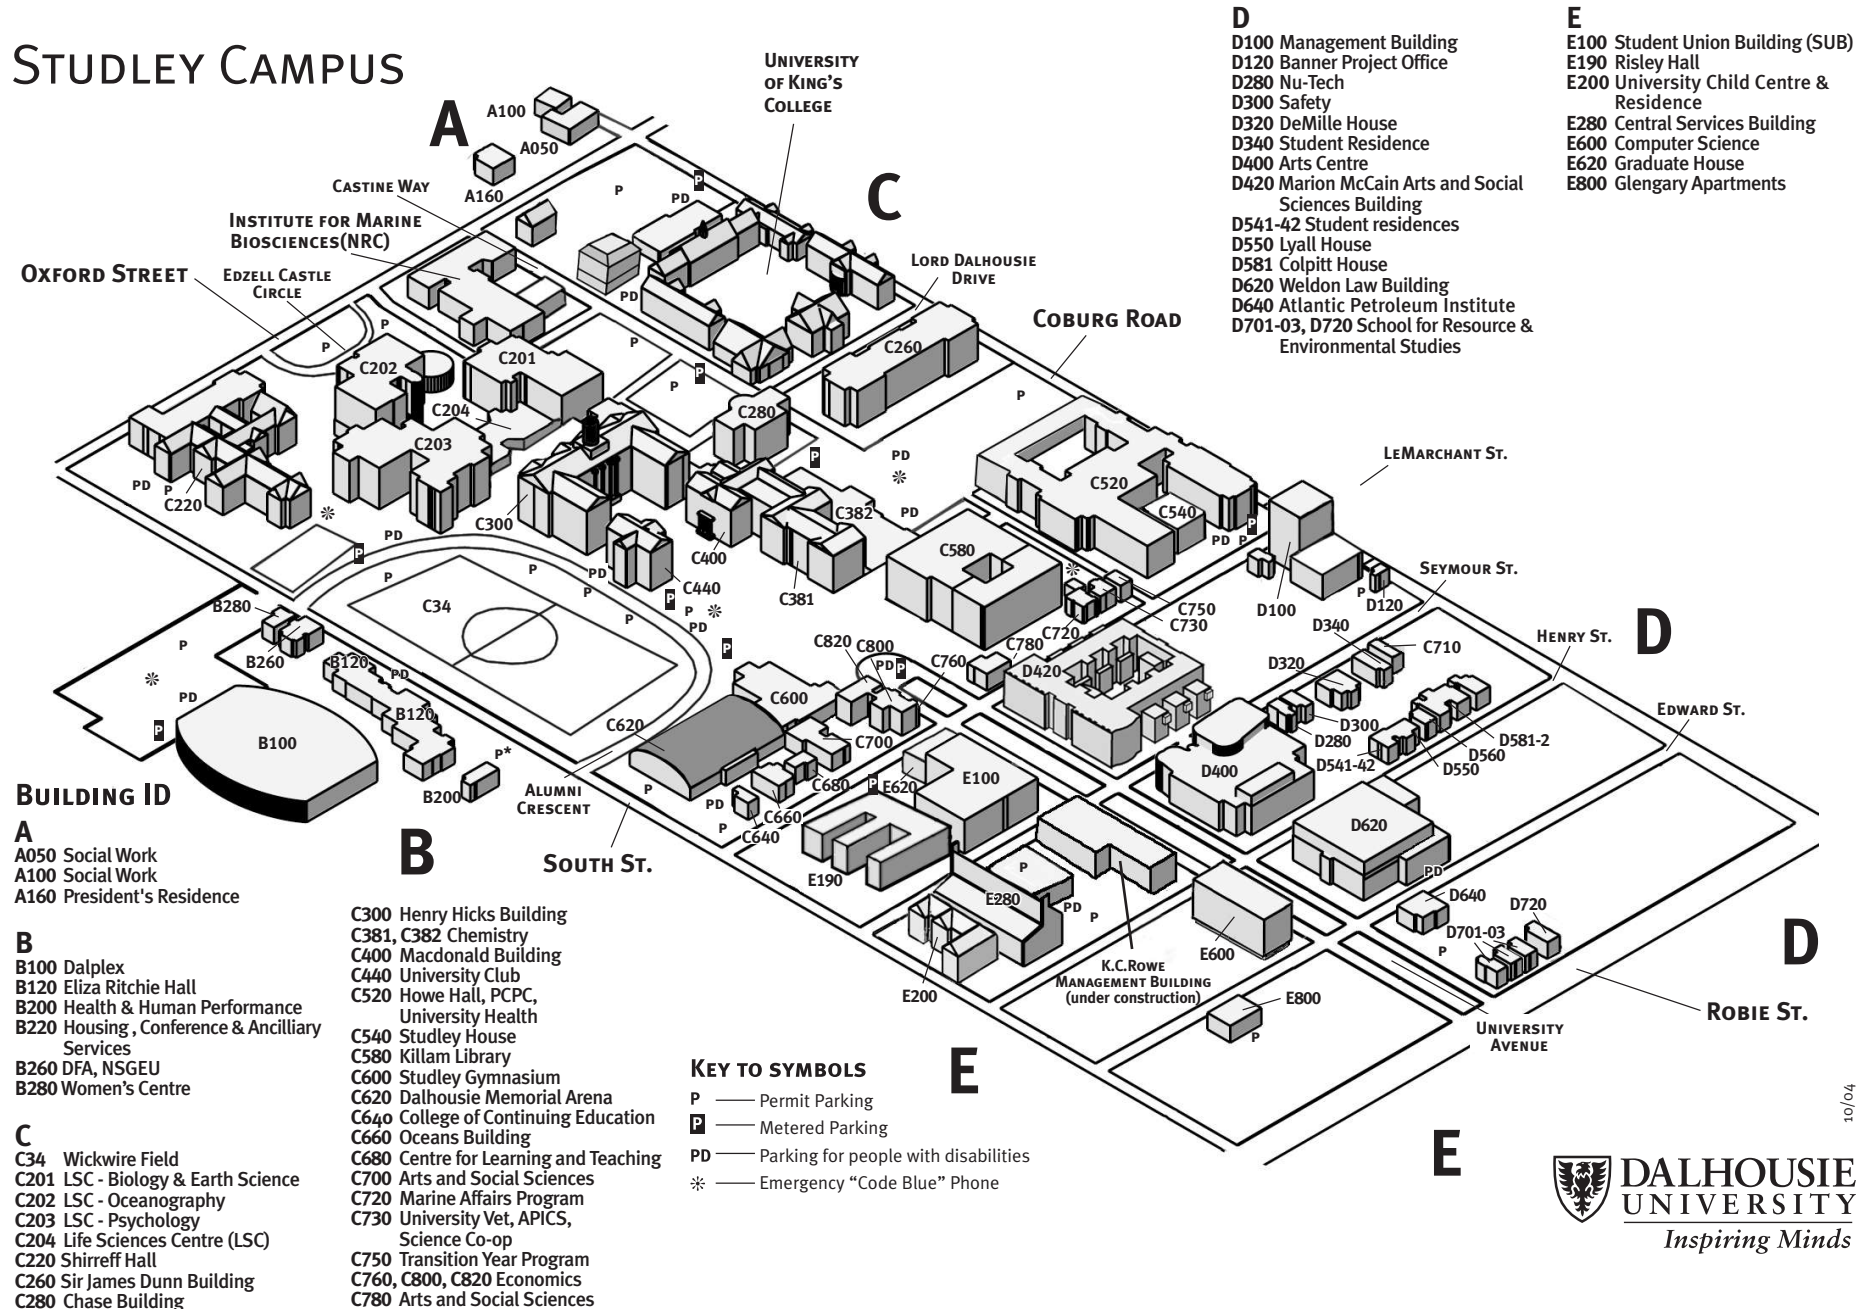 STUDLEY CAMPUS
A
A100
A050
A160
UNIVERSITY
OF KING'S
COLLEGE
C
CASTINE WAY
INSTITUTE FOR MARINE
BIOSCIENCES(NRC)
OXFORD STREET
EDZELL CASTLE
CIRCLE
LORD DALHOUSIE
DRIVE
COBURG ROAD
LEMARCHANT ST.
SEYMOUR ST.
HENRY ST.
EDWARD ST.
D
P
P
PD
PD
P
P
P
P
P
P
C202
C201
C204
C203
C260
C280
C220
PD P
PD
P
PD
PD
C300
C400
C382
C381
C440
C580
C520
C540
PD P
P
C750
C730
C720
C780
D100
P
D120
D340
C710
D320
D300
D280
D541-42
D550
D560
D581-2
D420
D400
D620
PD
D640
D720
D701-03
P
C34
P
P
P
P
P
PD
P
P
PD
P
B280
B260
B120
PD
B120
B100
P
PD
P
P*
B200
C820
C800
PD
P
C760
C600
C620
C700
C680
C660
C640
P
PD
P
P
E620
E100
E190
E280
P
PD
P
E200
E600
E800
P
ALUMNI
CRESCENT
SOUTH ST.
K.C.ROWE
MANAGEMENT BUILDING
(under construction)
UNIVERSITY
AVENUE
ROBIE ST.
B
D
E
E
BUILDING ID
A
A050 Social Work
A100 Social Work
A160 President's Residence
B
B100 Dalplex
B120 Eliza Ritchie Hall
B200 Health & Human Performance
B220 Housing , Conference & Ancilliary
Services
B260 DFA, NSGEU
B280 Women's Centre
C
C34 Wickwire Field
C201 LSC - Biology & Earth Science
C202 LSC - Oceanography
C203 LSC - Psychology
C204 Life Sciences Centre (LSC)
C220 Shirreff Hall
C260 Sir James Dunn Building
C280 Chase Building
C300 Henry Hicks Building
C381, C382 Chemistry
C400 Macdonald Building
C440 University Club
C520 Howe Hall, PCPC,
University Health
C540 Studley House
C580 Killam Library
C600 Studley Gymnasium
C620 Dalhousie Memorial Arena
C640 College of Continuing Education
C660 Oceans Building
C680 Centre for Learning and Teaching
C700 Arts and Social Sciences
C720 Marine Affairs Program
C730 University Vet, APICS,
Science Co-op
C750 Transition Year Program
C760, C800, C820 Economics
C780 Arts and Social Sciences
D
D100 Management Building
D120 Banner Project Office
D280 Nu-Tech
D300 Safety
D320 DeMille House
D340 Student Residence
D400 Arts Centre
D420 Marion McCain Arts and Social
Sciences Building
D541-42 Student residences
D550 Lyall House
D581 Colpitt House
D620 Weldon Law Building
D640 Atlantic Petroleum Institute
D701-03, D720 School for Resource &
Environmental Studies
E
E100 Student Union Building (SUB)
E190 Risley Hall
E200 University Child Centre &
Residence
E280 Central Services Building
E600 Computer Science
E620 Graduate House
E800 Glengary Apartments
KEY TO SYMBOLS
P Permit Parking
P Metered Parking
PD Parking for people with disabilities
Emergency “Code Blue” Phone
10/04
DALHOUSIE
UNIVERSITY
Inspiring Minds